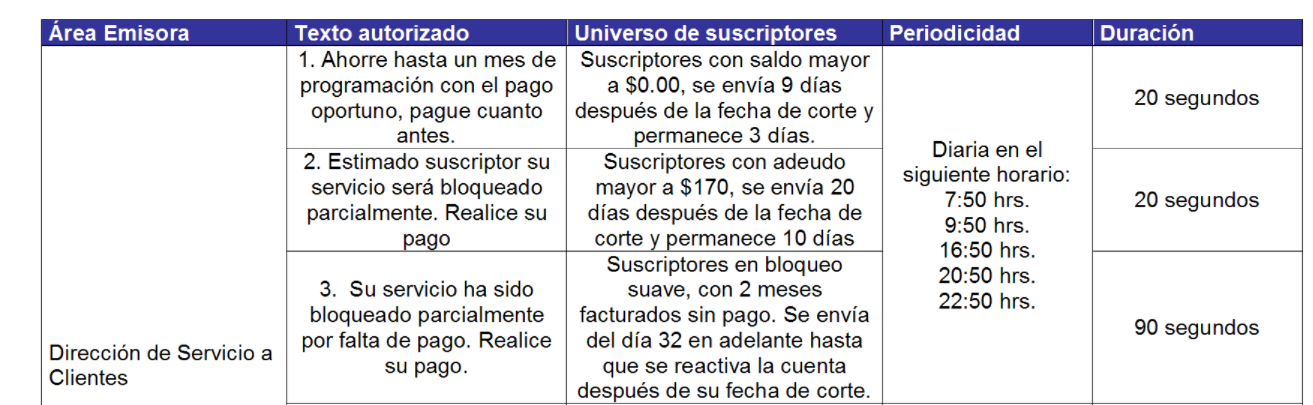 Área Emisora
Texto autorizado
Universo de suscriptores
Periodicidad
Duración
Dirección de Servicio a
Clientes
1. Ahorre hasta un mes de
programación con el pago
oportuno, pague cuanto
antes.
Suscriptores con saldo mayor
a $0.00, se envía 9 días
después de la fecha de corte y
permanece 3 días.
Diaria en el
siguiente horario:
7:50 hrs.
9:50 hrs.
16:50 hrs.
20:50 hrs.
22:50 hrs.
20 segundos
2. Estimado suscriptor su
servicio será bloqueado
parcialmente. Realice su
pago
Suscriptores con adeudo
mayor a $170, se envía 20
días después de la fecha de
corte y permanece 10 días
20 segundos
3. Su servicio ha sido
bloqueado parcialmente
por falta de pago. Realice
su pago.
Suscriptores en bloqueo
suave, con 2 meses
facturados sin pago. Se envía
del día 32 en adelante hasta
que se reactiva la cuenta
después de su fecha de corte.
90 segundos